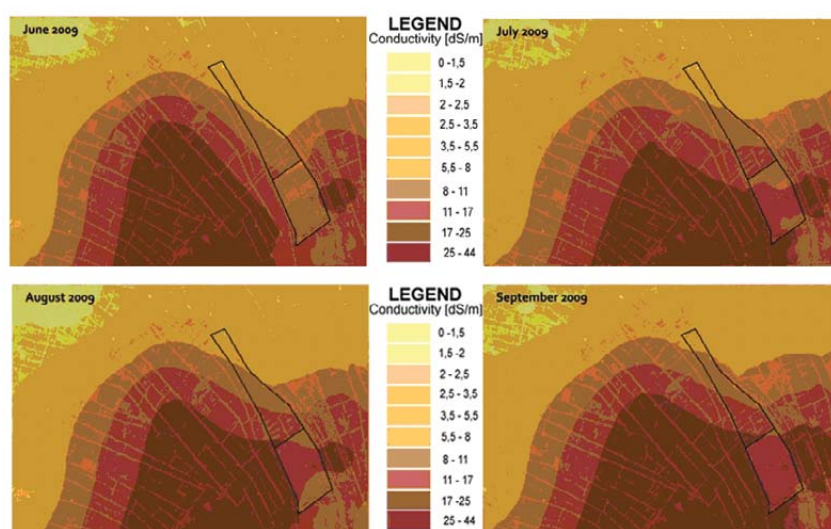 June 2009
LEGEND
Conductivity [dS/m]
0 -1,5
1,5 -2
2 - 2,5
2,5 - 3,5
3,5 - 5,5
5,5 - 8
8 - 11
11 - 17
17 -25
25 - 44
July 2009
August 2009
LEGEND
Conductivity [dS/m]
0 -1,5
1,5 -2
2 - 2,5
2,5 - 3,5
3,5 - 5,5
5,5 - 8
8 - 11
11 - 17
17 -25
25 - 44
September 2009